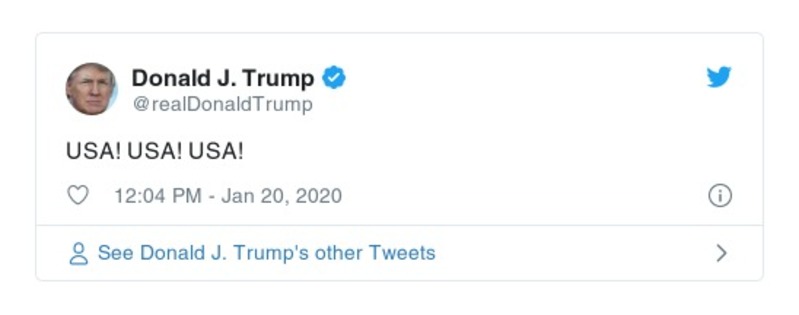 Donald J. Trump
@realDonaldTrump
USA! USA! USA!
12:04 PM - Jan 20, 2020
See Donald J. Trump's other Tweets